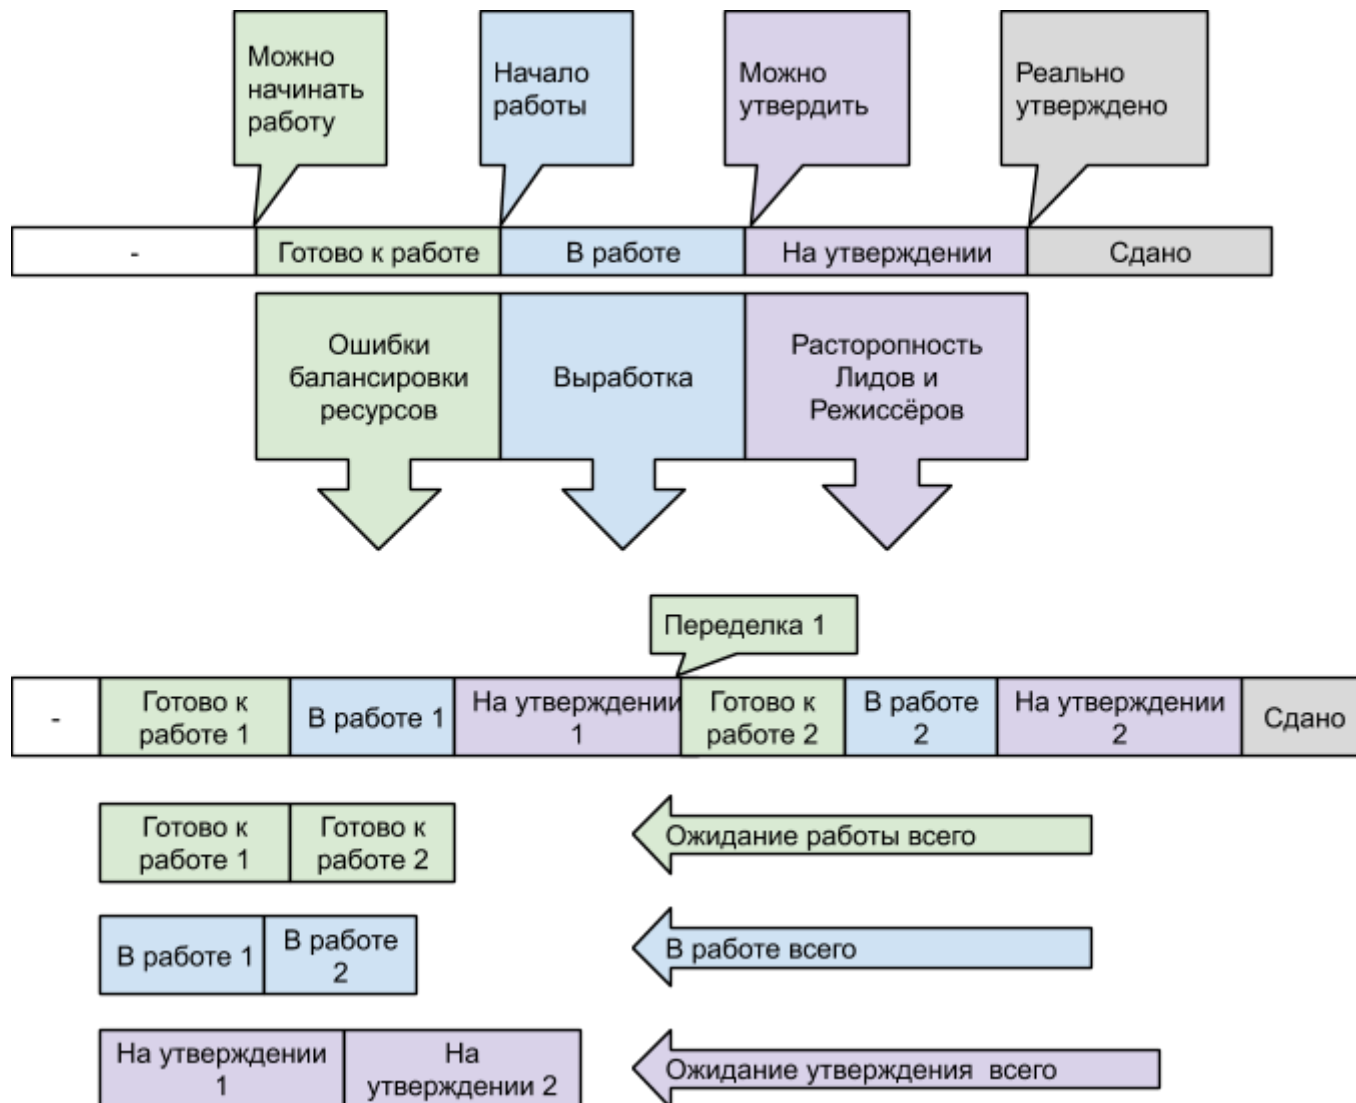 Можно
начинать
работу
Начало
работы
Можно
утвердить
Реально
утверждено
-
Готово к работе
В работе
На утверждении
Сдано
Ошибки
балансировки
ресурсов
Выработка
Расторопность
Лидов и
Режиссёров
Переделка 1
-
Готово к
работе 1
В работе 1
На утверждении
1
Готово к
работе 2
В работе
2
На утверждении
2
Сдано
Готово к
работе 1
Готово к
работе 2
Ожидание работы всего
В работе 1
В работе
2
В работе всего
На утверждении
1
На
утверждении 2
Ожидание утверждения всего